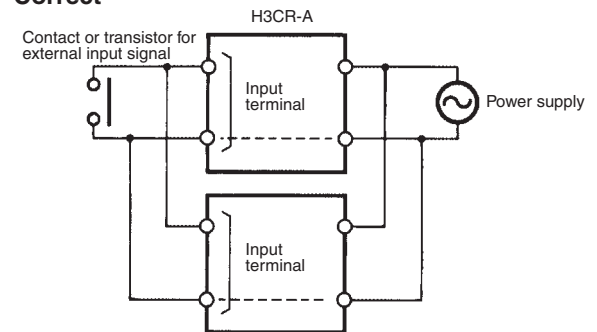 Correct
H3CR-A
Contact or transistor for
external input signal
Input
terminal
Power supply
Input
terminal